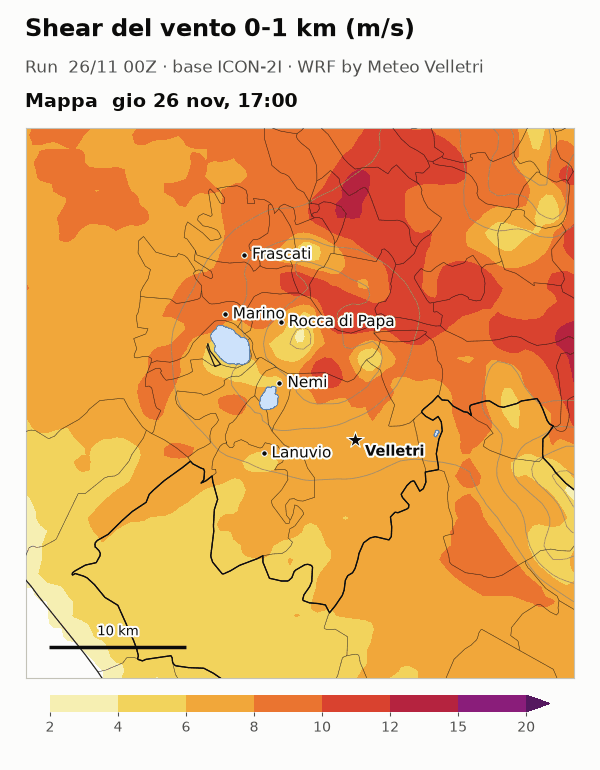 Shear del vento 0-1 km (m/s)
Run  26/11 00Z · base ICON-2I · WRF by Meteo Velletri
Mappa  gio 26 nov, 17:00
Frascati
Marino
Rocca di Papa
Nemi
Velletri
Lanuvio
10 km
2 4 6 8 10 12 15 20